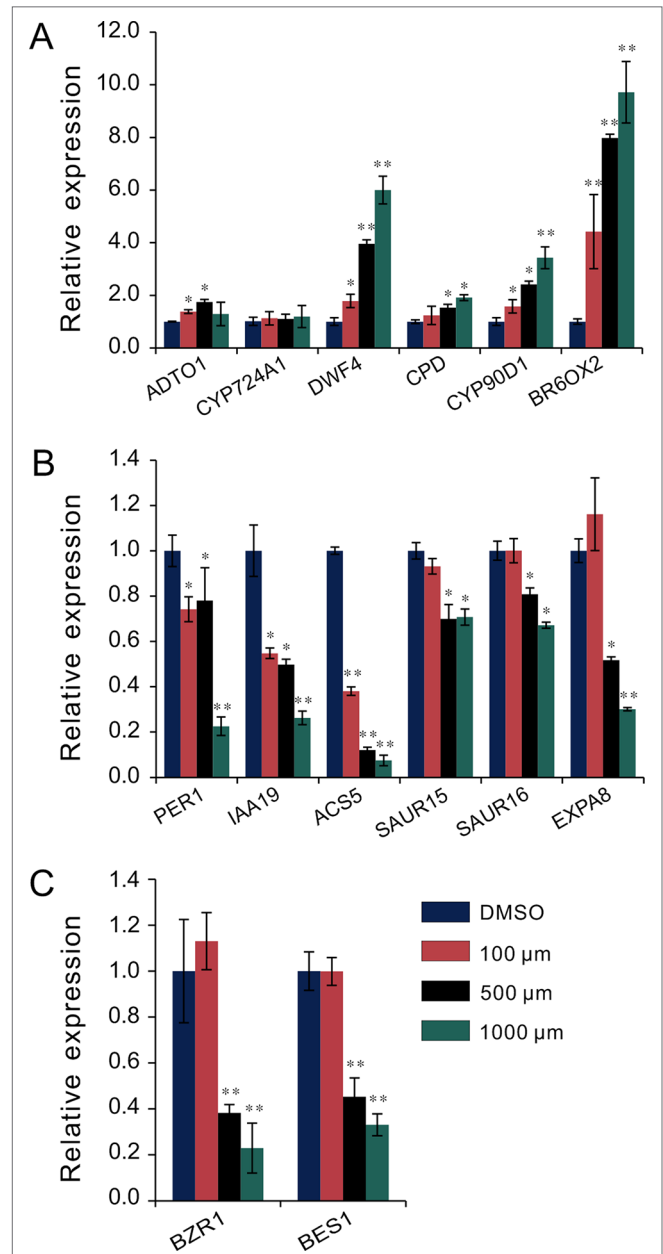 A
Relative expression
12.0
10.0
8.0
6.0
4.0
2.0
0.0
* * * ** ** * * * * ** ** ** **
ADTO1 CYP724A1 DWF4 CPD CYP90D1 BR6OX2
B
Relative expression
1.4
1.2
1.0
0.8
0.6
0.4
0.2
0.0
* * ** * * ** ** ** ** * * * * * **
PER1 IAA19 ACS5 SAUR15 SAUR16 EXPA8
C
Relative expression
1.4
1.2
1.0
0.8
0.6
0.4
0.2
0.0
** ** ** **
BZR1 BES1
DMSO
100 μm
500 μm
1000 μm